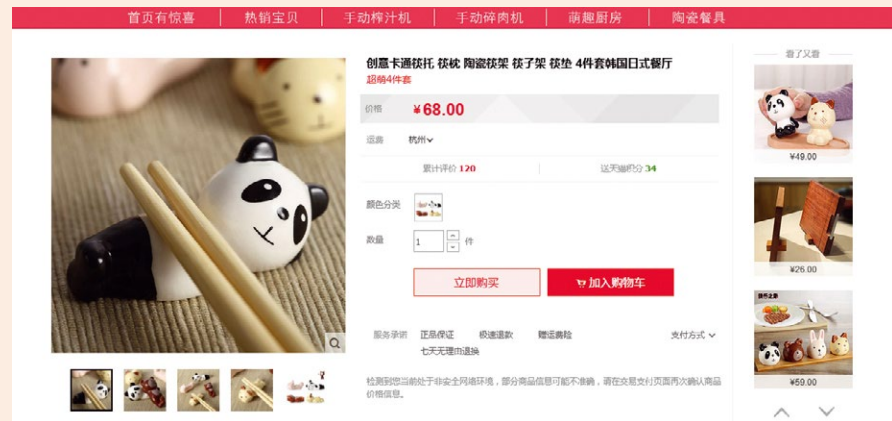 首页有惊喜 热销宝贝 手动榨汁机 手动碎肉机 萌趣厨房 陶瓷餐具
创意卡通筷托 筷枕 陶瓷筷架 筷子架 筷垫 4件套韩国日式餐厅
超萌4件套
价格 ¥68.00
运费 杭州
累计评价 120 送天猫积分 34
颜色分类
数量 1 件
立即购买 加入购物车
服务承诺 正品保证 极速退款 赠运费险 支付方式
七天无理由退换
检测到您当前处于非安全网络环境，部分商品信息可能不准确，请在交易支付页面再次确认商品
价格信息。
看了又看
¥49.00
¥26.00
¥59.00